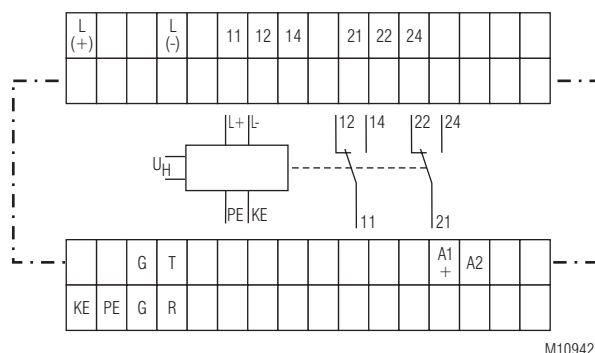 L (+) L (-) 11 12 14 21 22 24
L+ L- 12 14 22 24
UH
PE KE 11 21
G T A1 + A2
KE PE G R
M10942